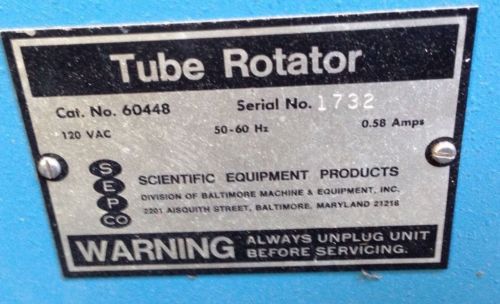 Tube Rotator
Cat. No. 60448 Serial No. 1732
120 VAC 50-60 Hz 0.58 Amps
S
E
P
CO
SCIENTIFIC EQUIPMENT PRODUCTS
DIVISION OF BALTIMORE MACHINE & EQUIPMENT, INC.
2201 AISQUITH STREET, BALTIMORE, MARYLAND 21218
WARNING ALWAYS UNPLUG UNIT
BEFORE SERVICING.